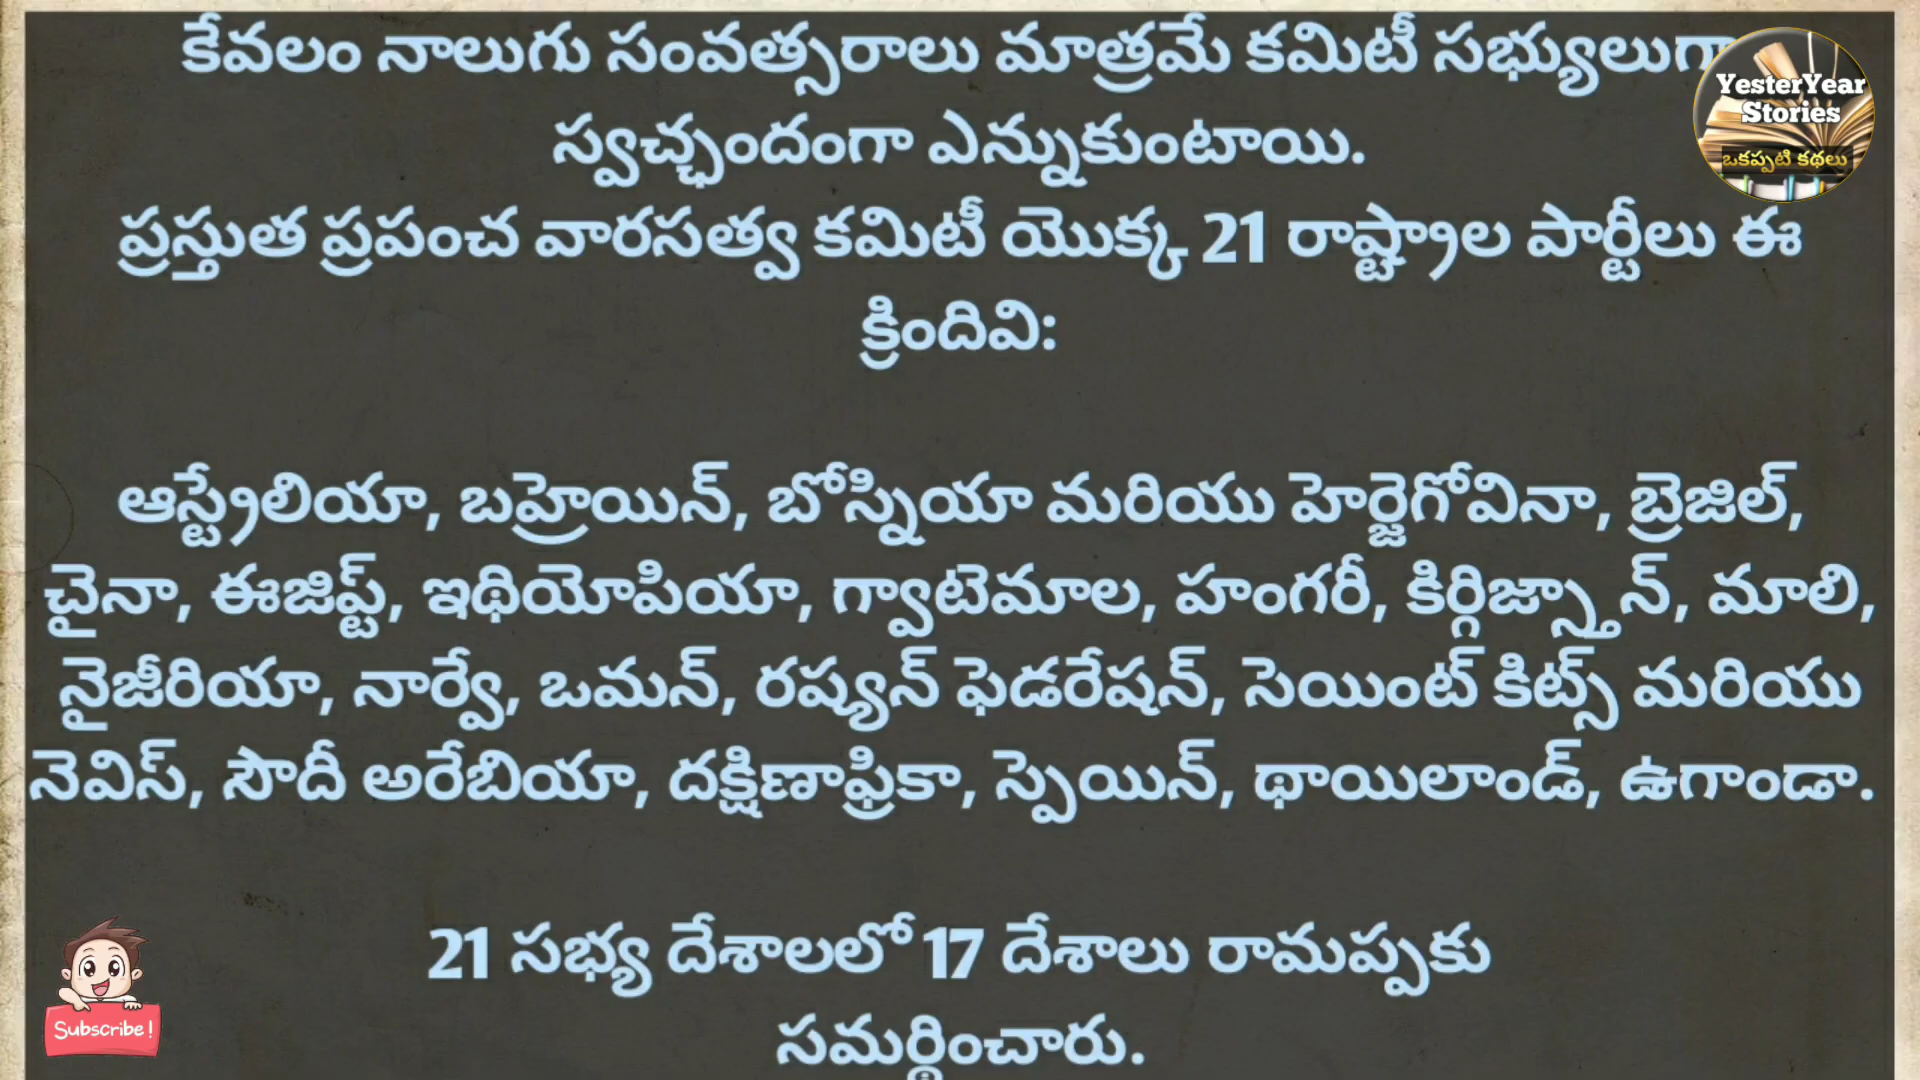 కేవలం నాలుగు సంవత్సరాలు మాత్రమే కమిటీ సభ్యులుగా
స్వచ్ఛందంగా ఎన్నుకుంటాయి.
ప్రస్తుత ప్రపంచ వారసత్వ కమిటీ యొక్క 21 రాష్ట్రాల పార్టీలు ఈ
క్రిందివి:
ఆస్ట్రేలియా, బహ్రెయిన్, బోస్నియా మరియు హెర్జెగోవినా, బ్రెజిల్,
చైనా, ఈజిప్ట్, ఇథియోపియా, గ్వాటెమాల, హంగరీ, కిర్గిజ్స్తాన్, మాలి,
నైజీరియా, నార్వే, ఒమన్, రష్యన్ ఫెడరేషన్, సెయింట్ కిట్స్ మరియు
నెవిస్, సౌదీ అరేబియా, దక్షిణాఫ్రికా, స్పెయిన్, థాయిలాండ్, ఉగాండా.
21 సభ్య దేశాలలో 17 దేశాలు రామప్పకు
సమర్థించారు.
YesterYear
Stories
ఒకప్పటి కథలు
Subscribe!